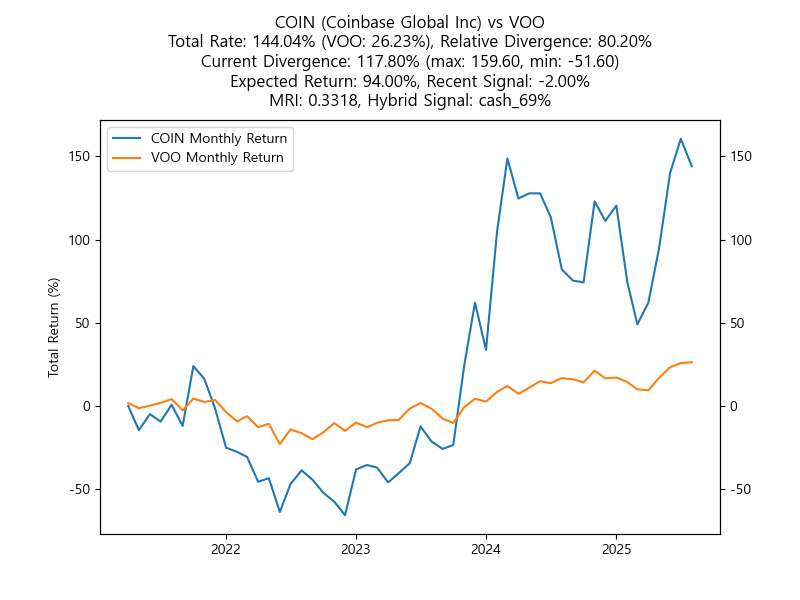 COIN (Coinbase Global Inc) vs VOO
Total Rate: 144.04% (VOO: 26.23%), Relative Divergence: 80.20%
Current Divergence: 117.80% (max: 159.60, min: -51.60)
Expected Return: 94.00%, Recent Signal: -2.00%
MRI: 0.3318, Hybrid Signal: cash_69%
COIN Monthly Return
VOO Monthly Return
150
100
50
0
-50
Total Return (%)
150
100
50
0
-50
2022
2023
2024
2025